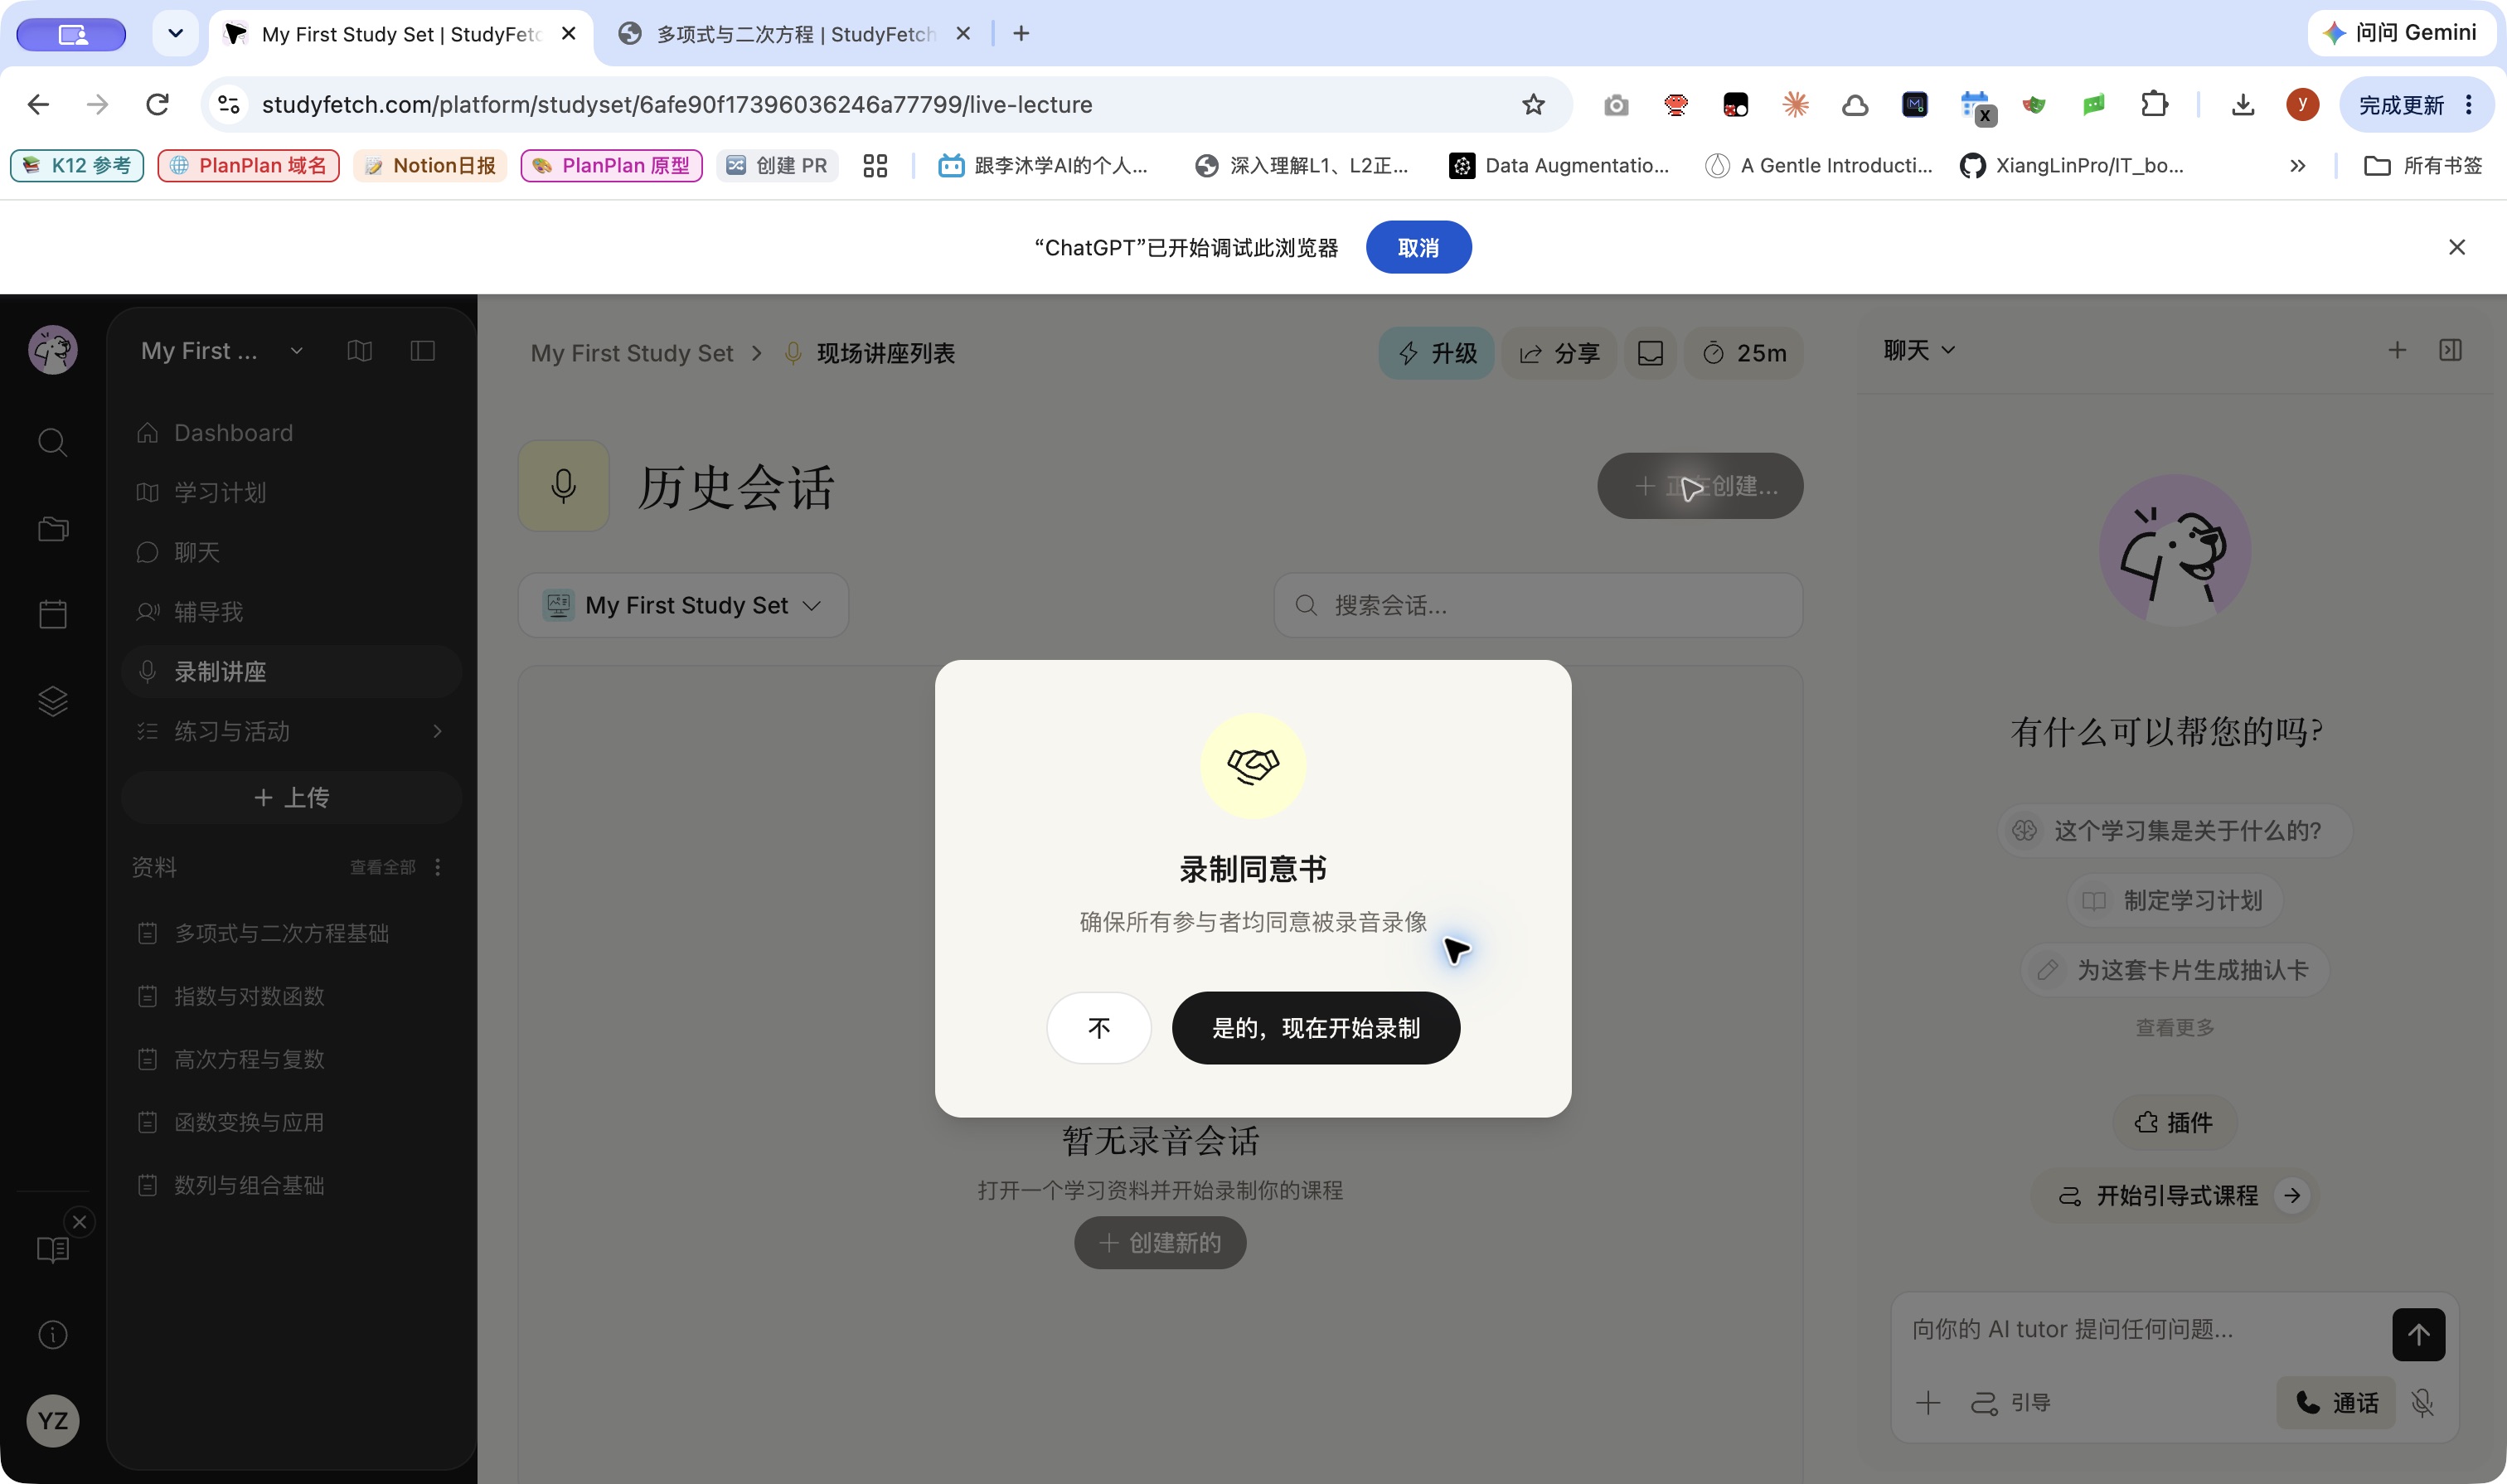 My First Study Set | StudyFetc
多项式与二次方程 | StudyFetch
问问 Gemini
studyfetch.com/platform/studyset/6afe90f17396036246a77799/live-lecture
X
y
完成更新
K12 参考
PlanPlan 域名
Notion日报
PlanPlan 原型
创建 PR
跟李沐学AI的个人...
深入理解L1、L2正...
Data Augmentatio...
A Gentle Introducti...
XiangLinPro/IT_bo...
所有书签
“ChatGPT”已开始调试此浏览器
取消
My First ...
Dashboard
学习计划
聊天
辅导我
录制讲座
练习与活动
上传
资料
查看全部
多项式与二次方程基础
指数与对数函数
高次方程与复数
函数变换与应用
数列与组合基础
YZ
My First Study Set
现场讲座列表
升级
分享
25m
历史会话
正在创建...
My First Study Set
搜索会话...
录制同意书
确保所有参与者均同意被录音录像
不
是的，现在开始录制
暂无录音会话
打开一个学习资料并开始录制你的课程
创建新的
聊天
有什么可以帮您的吗?
这个学习集是关于什么的?
制定学习计划
为这套卡片生成抽认卡
查看更多
插件
开始引导式课程
向你的 AI tutor 提问任何问题...
引导
通话